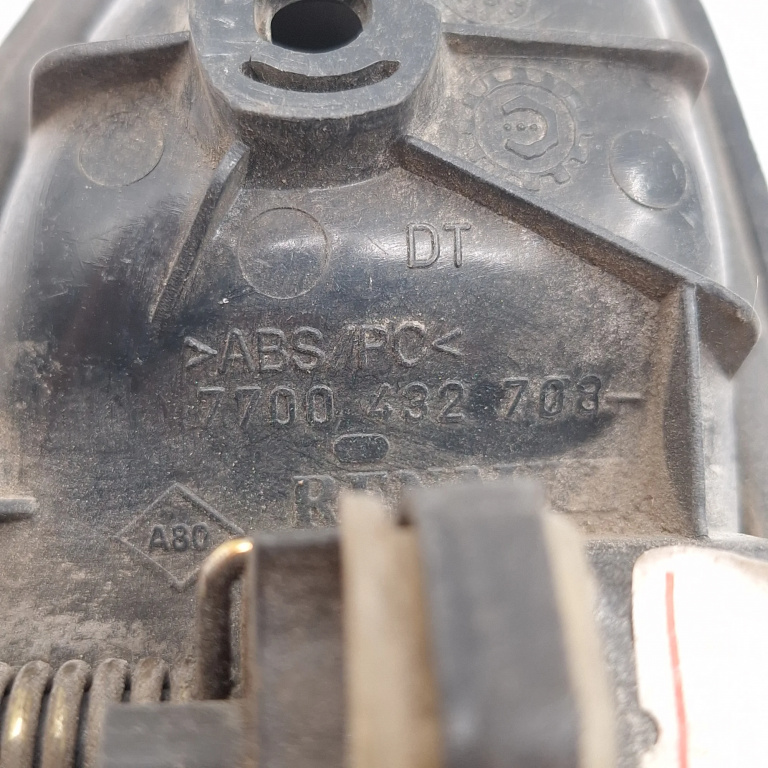 DT
>ABS/PC<
7700 432 708-
A80